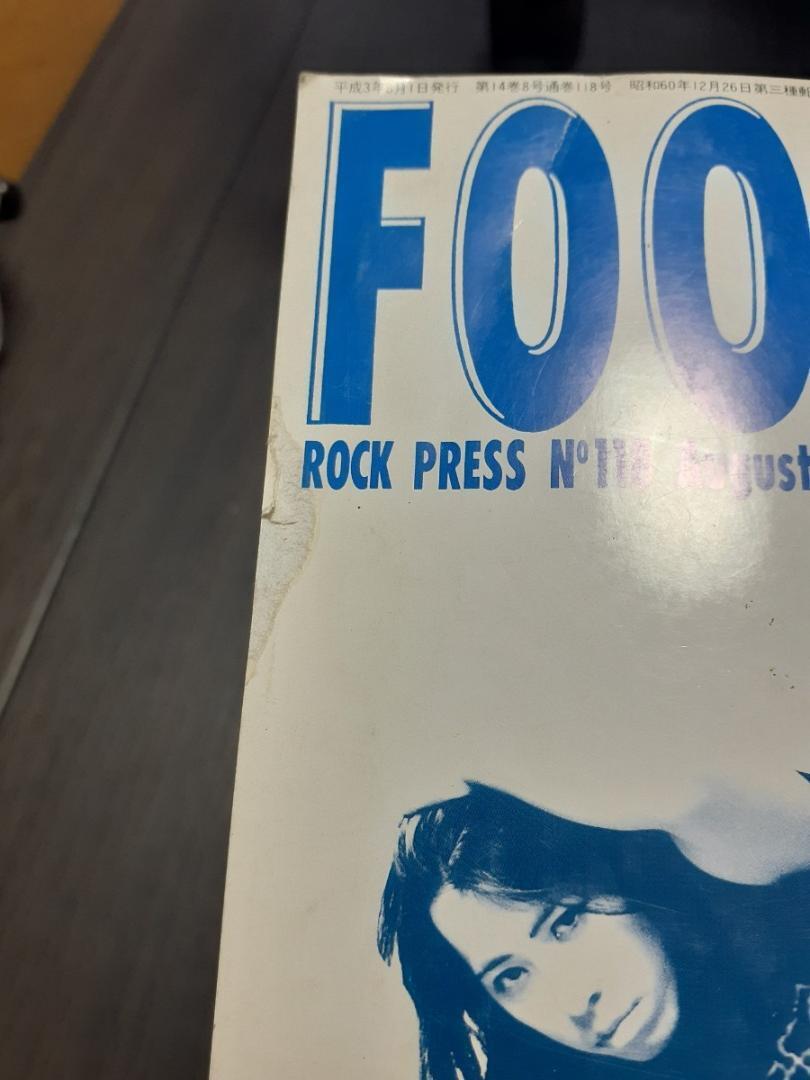 平成3年8月1日発行 第14巻8号通巻118号 昭和60年12月26日第三種郵
FOO
ROCK PRESS Nº118 August